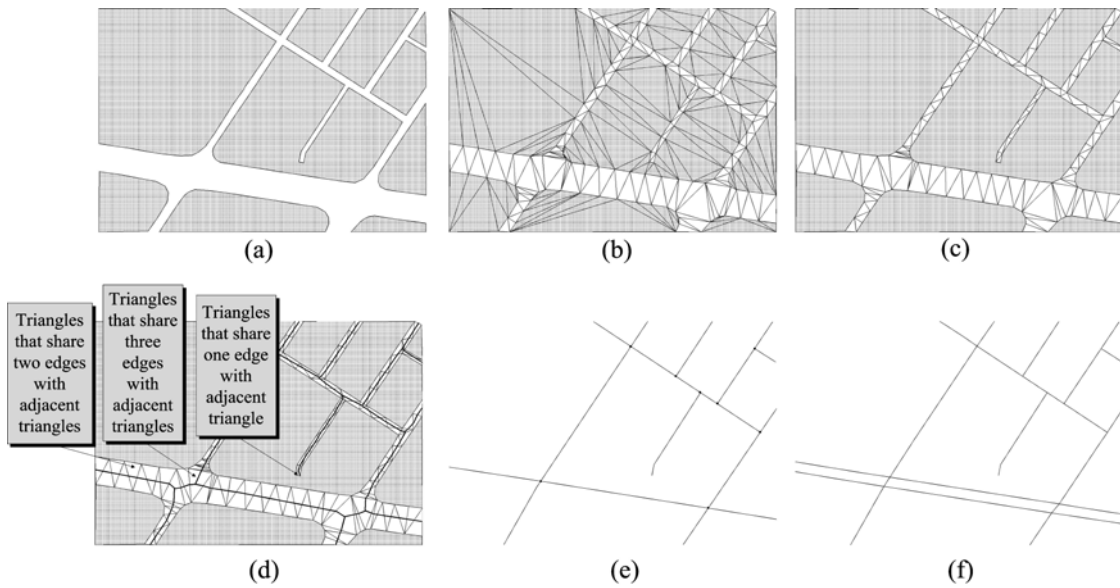 (a)
(b)
(c)
Triangles
that share
two edges
with
adjacent
triangles
Triangles
that share
three
edges
with
adjacent
triangles
Triangles
that share
one edge
with
adjacent
triangle
(d)
(e)
(f)